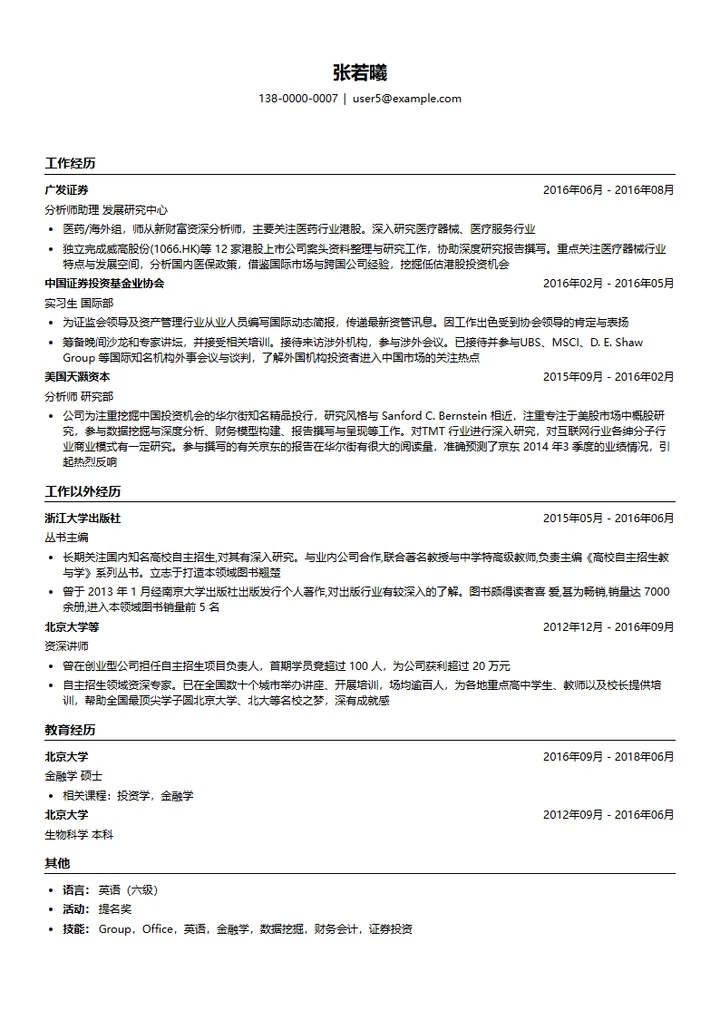 张若曦
138-0000-0007 | user5@example.com
工作经历
广发证券 2016年06月 - 2016年08月
分析师助理 发展研究中心
• 医药/海外组，师从新财富资深分析师，主要关注医药行业港股。深入研究医疗器械、医疗服务行业
• 独立完成威高股份(1066.HK)等 12 家港股上市公司案头资料整理与研究工作，协助深度研究报告撰写。重点关注医疗器械行业
特点与发展空间，分析国内医保政策，借鉴国际市场与跨国公司经验，挖掘低估港股投资机会
中国证券投资基金业协会 2016年02月 - 2016年05月
实习生 国际部
• 为证监会领导及资产管理行业从业人员编写国际动态简报，传递最新资管讯息。因工作出色受到协会领导的肯定与表扬
• 筹备晚间沙龙和专家讲坛，并接受相关培训。接待来访涉外机构，参与涉外会议。已接待并参与UBS、MSCI、D. E. Shaw
Group 等国际知名机构外事会议与谈判，了解外国机构投资者进入中国市场的关注热点
美国天灏资本 2015年09月 - 2016年02月
分析师 研究部
• 公司为注重挖掘中国投资机会的华尔街知名精品投行，研究风格与 Sanford C. Bernstein 相近，注重专注于美股市场中概股研
究，参与数据挖掘与深度分析、财务模型构建、报告撰写与呈现等工作。对TMT 行业进行深入研究，对互联网行业各绅分子行
业商业模式有一定研究。参与撰写的有关京东的报告在华尔街有很大的阅读量，准确预测了京东 2014 年3 季度的业绩情况，引
起热烈反响
工作以外经历
浙江大学出版社 2015年05月 - 2016年06月
丛书主编
• 长期关注国内知名高校自主招生,对其有深入研究。与业内公司合作,联合著名教授与中学特高级教师,负责主编《高校自主招生教
与学》系列丛书。立志于打造本领域图书翘楚
• 曾于 2013 年 1 月经南京大学出版社出版发行个人著作,对出版行业有较深入的了解。图书颇得读者喜 爱,甚为畅销,销量达 7000
余册,进入本领域图书销量前 5 名
北京大学等 2012年12月 - 2016年09月
资深讲师
• 曾在创业型公司担任自主招生项目负责人，首期学员竟超过 100 人，为公司获利超过 20 万元
• 自主招生领域资深专家。已在全国数十个城市举办讲座、开展培训，场均逾百人，为各地重点高中学生、教师以及校长提供培
训，帮助全国最顶尖学子圆北京大学、北大等名校之梦，深有成就感
教育经历
北京大学 2016年09月 - 2018年06月
金融学 硕士
• 相关课程：投资学，金融学
北京大学 2012年09月 - 2016年06月
生物科学 本科
其他
• 语言： 英语（六级）
• 活动： 提名奖
• 技能： Group，Office，英语，金融学，数据挖掘，财务会计，证券投资